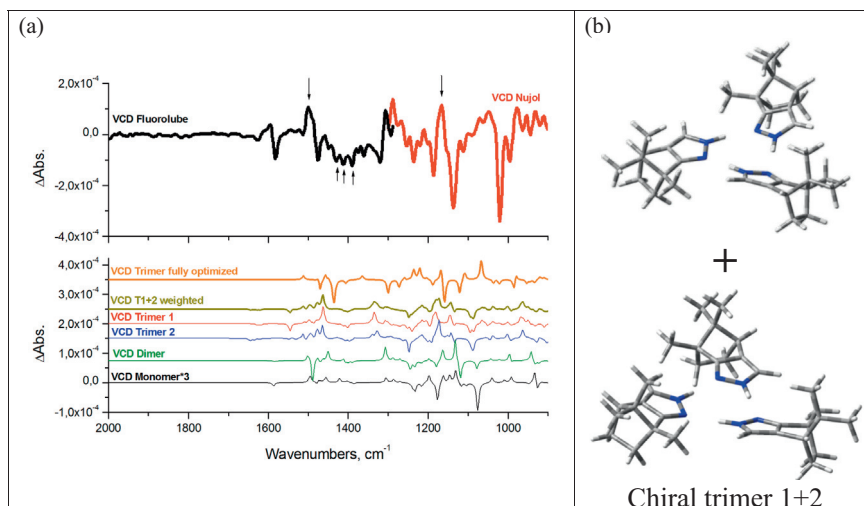 (a)
(b)
2,0x10-4
0,0
-2,0x10-4
-4,0x10-4
ΔAbs.
VCD Fluorolube
VCD Nujol
4,0x10-4
2,0x10-4
1,0x10-4
0,0
-1,0x10-4
ΔAbs.
VCD Trimer fully optimized
VCD T1+2 weighted
VCD Trimer 1
VCD Trimer 2
VCD Dimer
VCD Monomer*3
2000 1800 1600 1400 1200 1000
Wavenumbers, cm-1
+
Chiral trimer 1+2